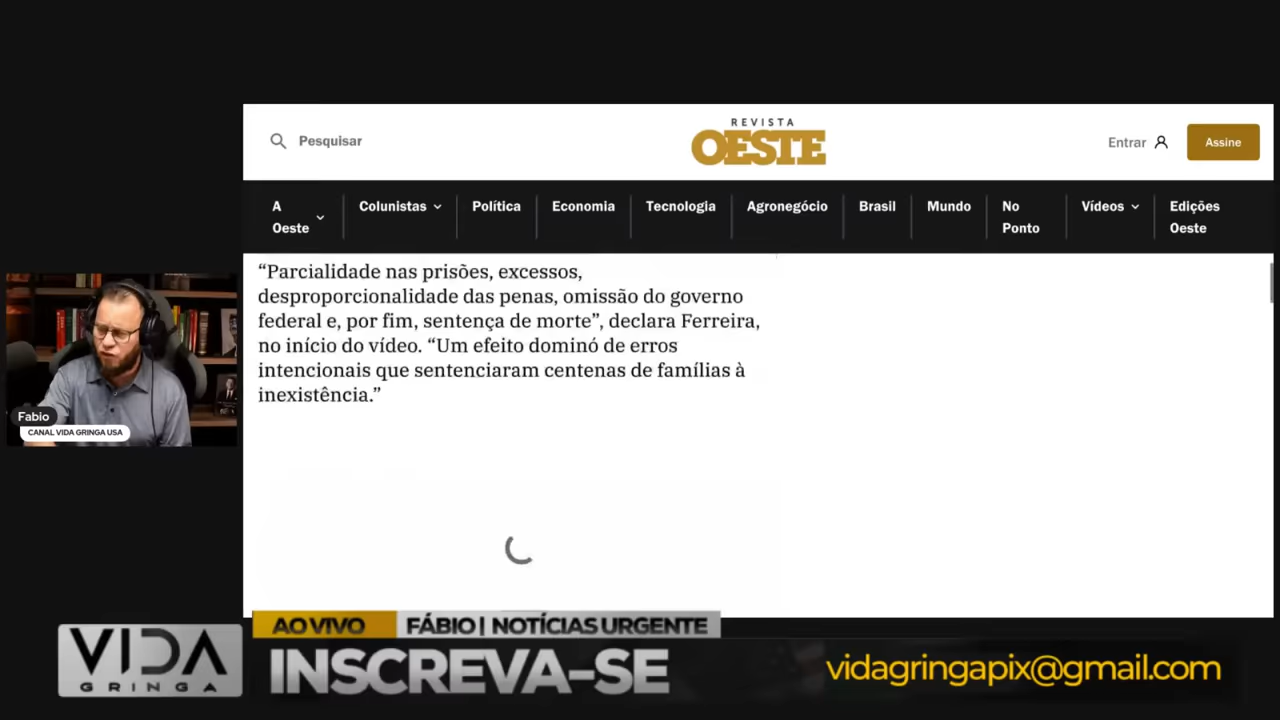 Pesquisar
REVISTA
OESTE
Entrar
Assine
A Oeste
Colunistas
Política
Economia
Tecnologia
Agronegócio
Brasil
Mundo
No Ponto
Vídeos
Edições Oeste
“Parcialidade nas prisões, excessos,
desproporcionalidade das penas, omissão do governo
federal e, por fim, sentença de morte”, declara Ferreira,
no início do vídeo. “Um efeito dominó de erros
intencionais que sentenciaram centenas de famílias à
inexistência.”
Fabio
CANAL VIDA GRINGA USA
AO VIVO
FÁBIO | NOTÍCIAS URGENTE
VIDA
GRINGA
INSCREVA-SE
vidagringapix@gmail.com